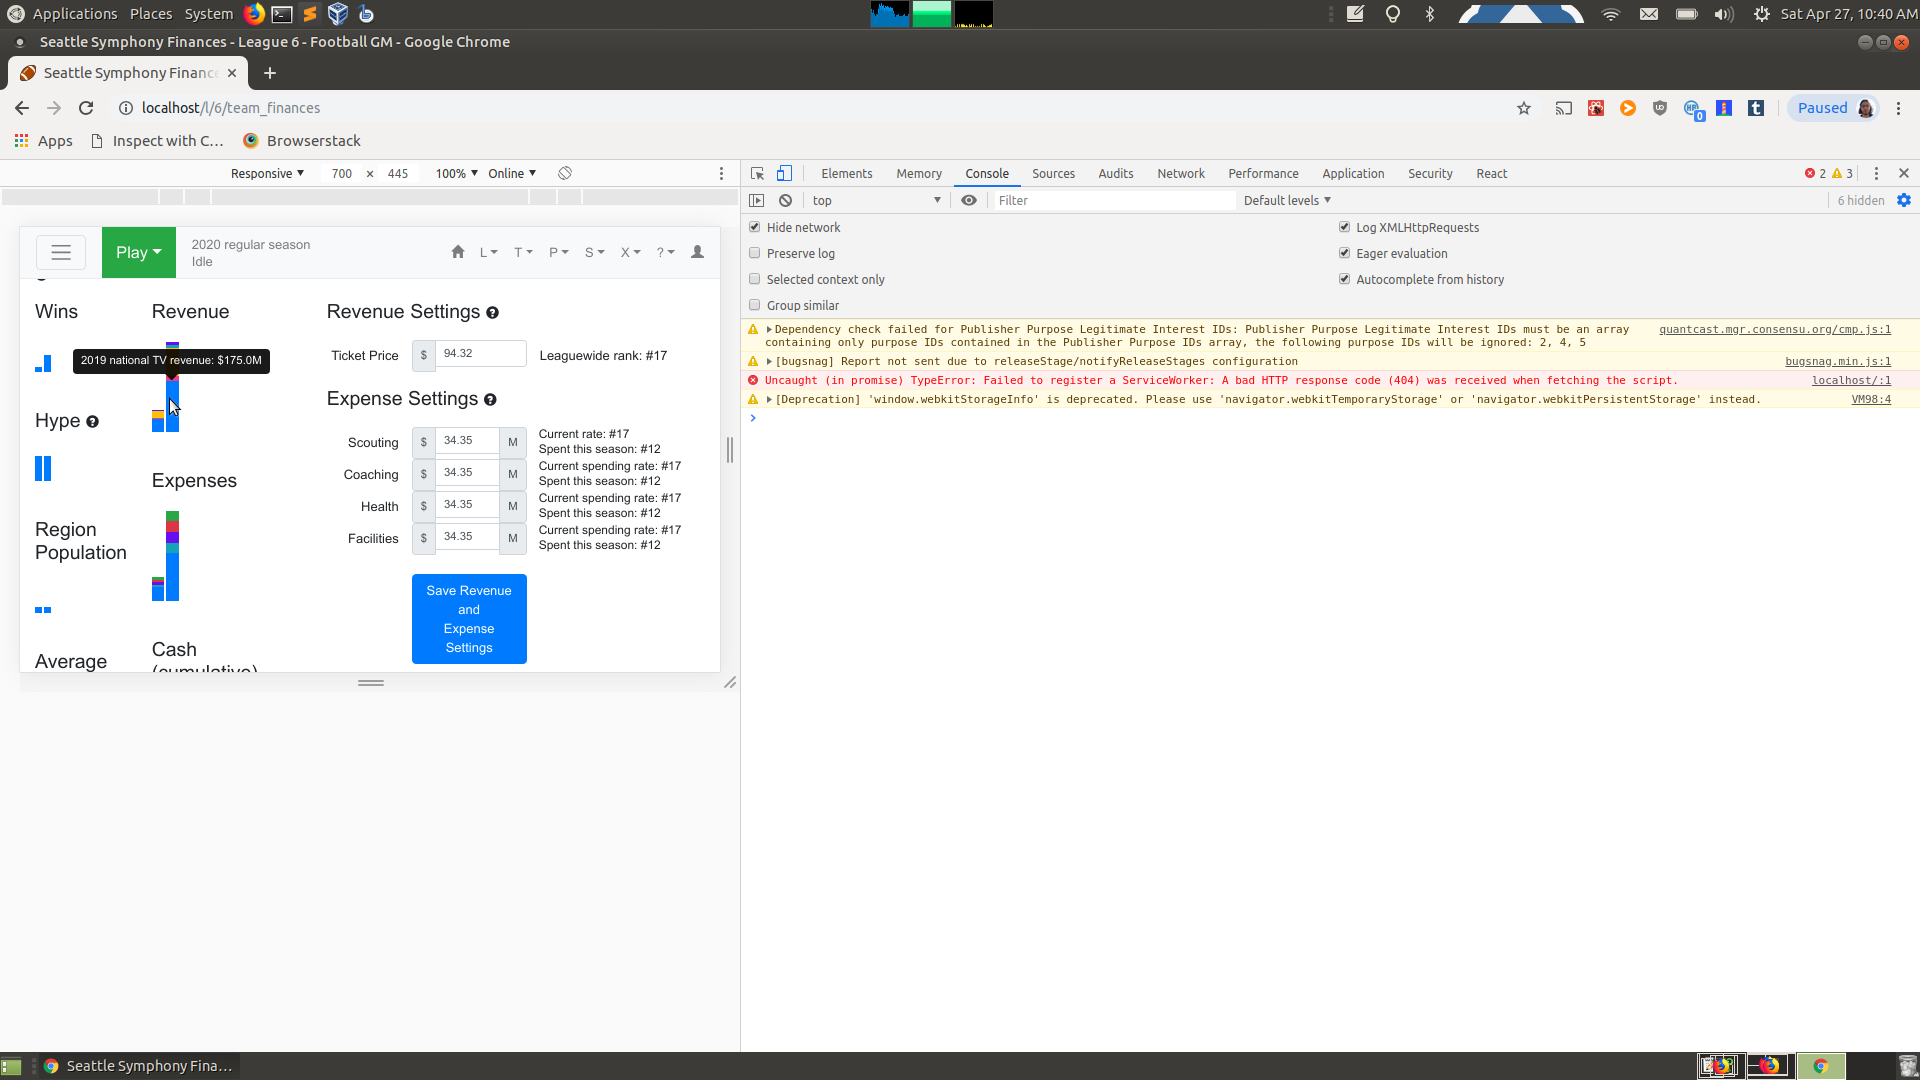 Applications Places System
Sat Apr 27, 10:40 AM
Seattle Symphony Finances - League 6 - Football GM - Google Chrome
Seattle Symphony Finance
localhost/l/6/team_finances
Paused
0
Apps Inspect with C… Browserstack
Responsive 700 × 445 100% Online
Elements Memory Console Sources Audits Network Performance Application Security React
2 3
top Filter Default levels 6 hidden
Hide network Log XMLHttpRequests
Preserve log Eager evaluation
Selected context only Autocomplete from history
Group similar
Dependency check failed for Publisher Purpose Legitimate Interest IDs: Publisher Purpose Legitimate Interest IDs must be an array quantcast.mgr.consensu.org/cmp.js:1
containing only purpose IDs contained in the Publisher Purpose IDs array, the following purpose IDs will be ignored: 2, 4, 5
[bugsnag] Report not sent due to releaseStage/notifyReleaseStages configuration bugsnag.min.js:1
Uncaught (in promise) TypeError: Failed to register a ServiceWorker: A bad HTTP response code (404) was received when fetching the script. localhost/:1
[Deprecation] 'window.webkitStorageInfo' is deprecated. Please use 'navigator.webkitTemporaryStorage' or 'navigator.webkitPersistentStorage' instead. VM98:4
Play
2020 regular season
Idle
L T P S X ?
Wins
Revenue
2019 national TV revenue: $175.0M
Hype
Expenses
Region
Population
Average
Cash
(cumulative)
Revenue Settings
Ticket Price $ 94.32 Leaguewide rank: #17
Expense Settings
Scouting $ 34.35 M
Current rate: #17
Spent this season: #12
Coaching $ 34.35 M
Current spending rate: #17
Spent this season: #12
Health $ 34.35 M
Current spending rate: #17
Spent this season: #12
Facilities $ 34.35 M
Current spending rate: #17
Spent this season: #12
Save Revenue
and
Expense
Settings
Seattle Symphony Fina…